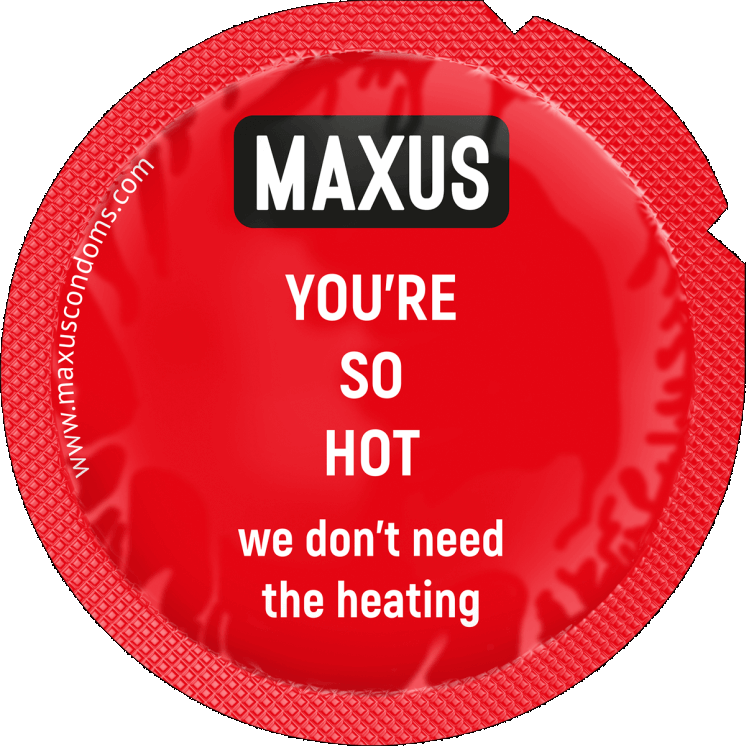 MAXUS
YOU'RE
SO
HOT
we don't need
the heating
www.maxuscondoms.com